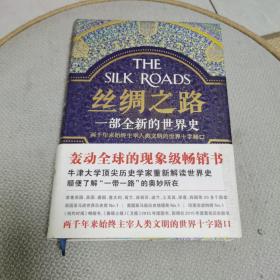 THE
SILK ROADS
丝绸之路
一部全新的世界史
两千年来始终主宰人类文明的世界十字路口
轰动全球的现象级畅销书
牛津大学顶尖历史学家重新解读世界史
顺便了解“一带一路”的奥妙所在
两千年来始终主宰人类文明的世界十字路口